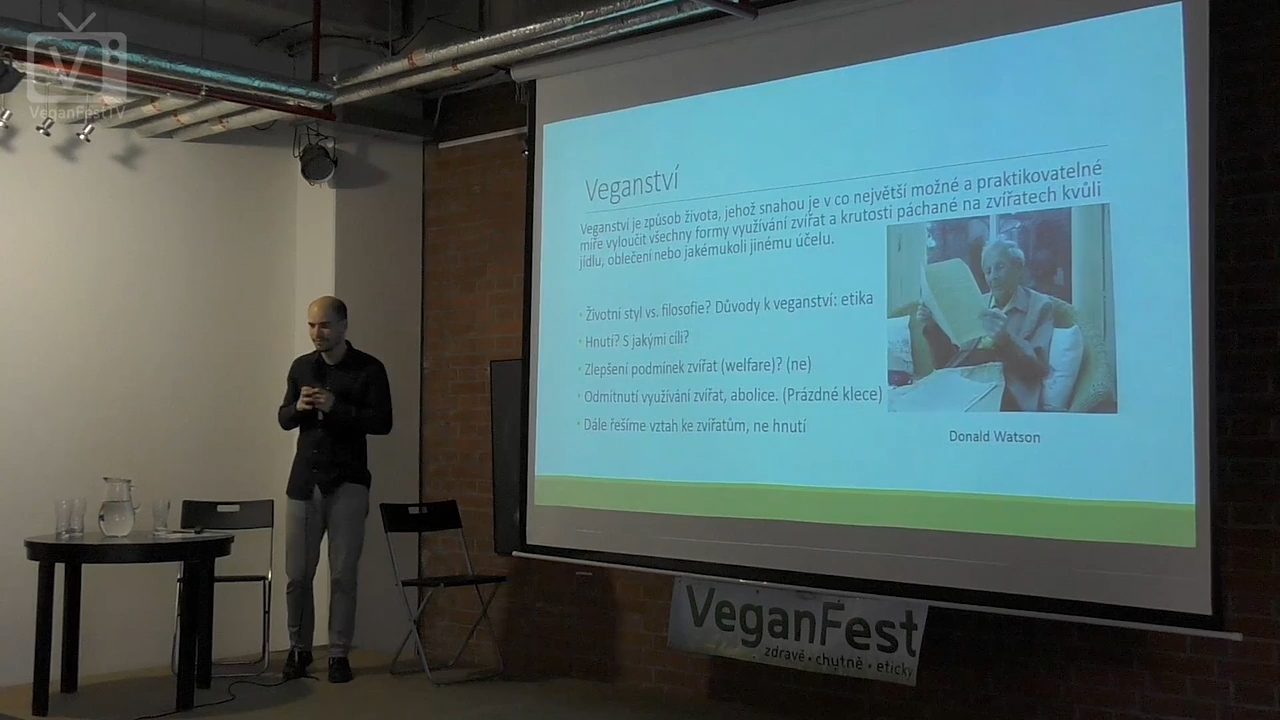 V
VeganFestTV
Veganství
Veganství je způsob života, jehož snahou je v co největší možné a praktikovatelné
míře vyloučit všechny formy využívání zvířat a krutosti páchané na zvířatech kvůli
jídlu, oblečení nebo jakémukoli jinému účelu.
Životní styl vs. filosofie? Důvody k veganství: etika
Hnutí? S jakými cíli?
Zlepšení podmínek zvířat (welfare)? (ne)
Odmítnutí využívání zvířat, abolice. (Prázdné klece)
Dále řešíme vztah ke zvířatům, ne hnutí
Donald Watson
VeganFest
zdravě • chutně • eticky